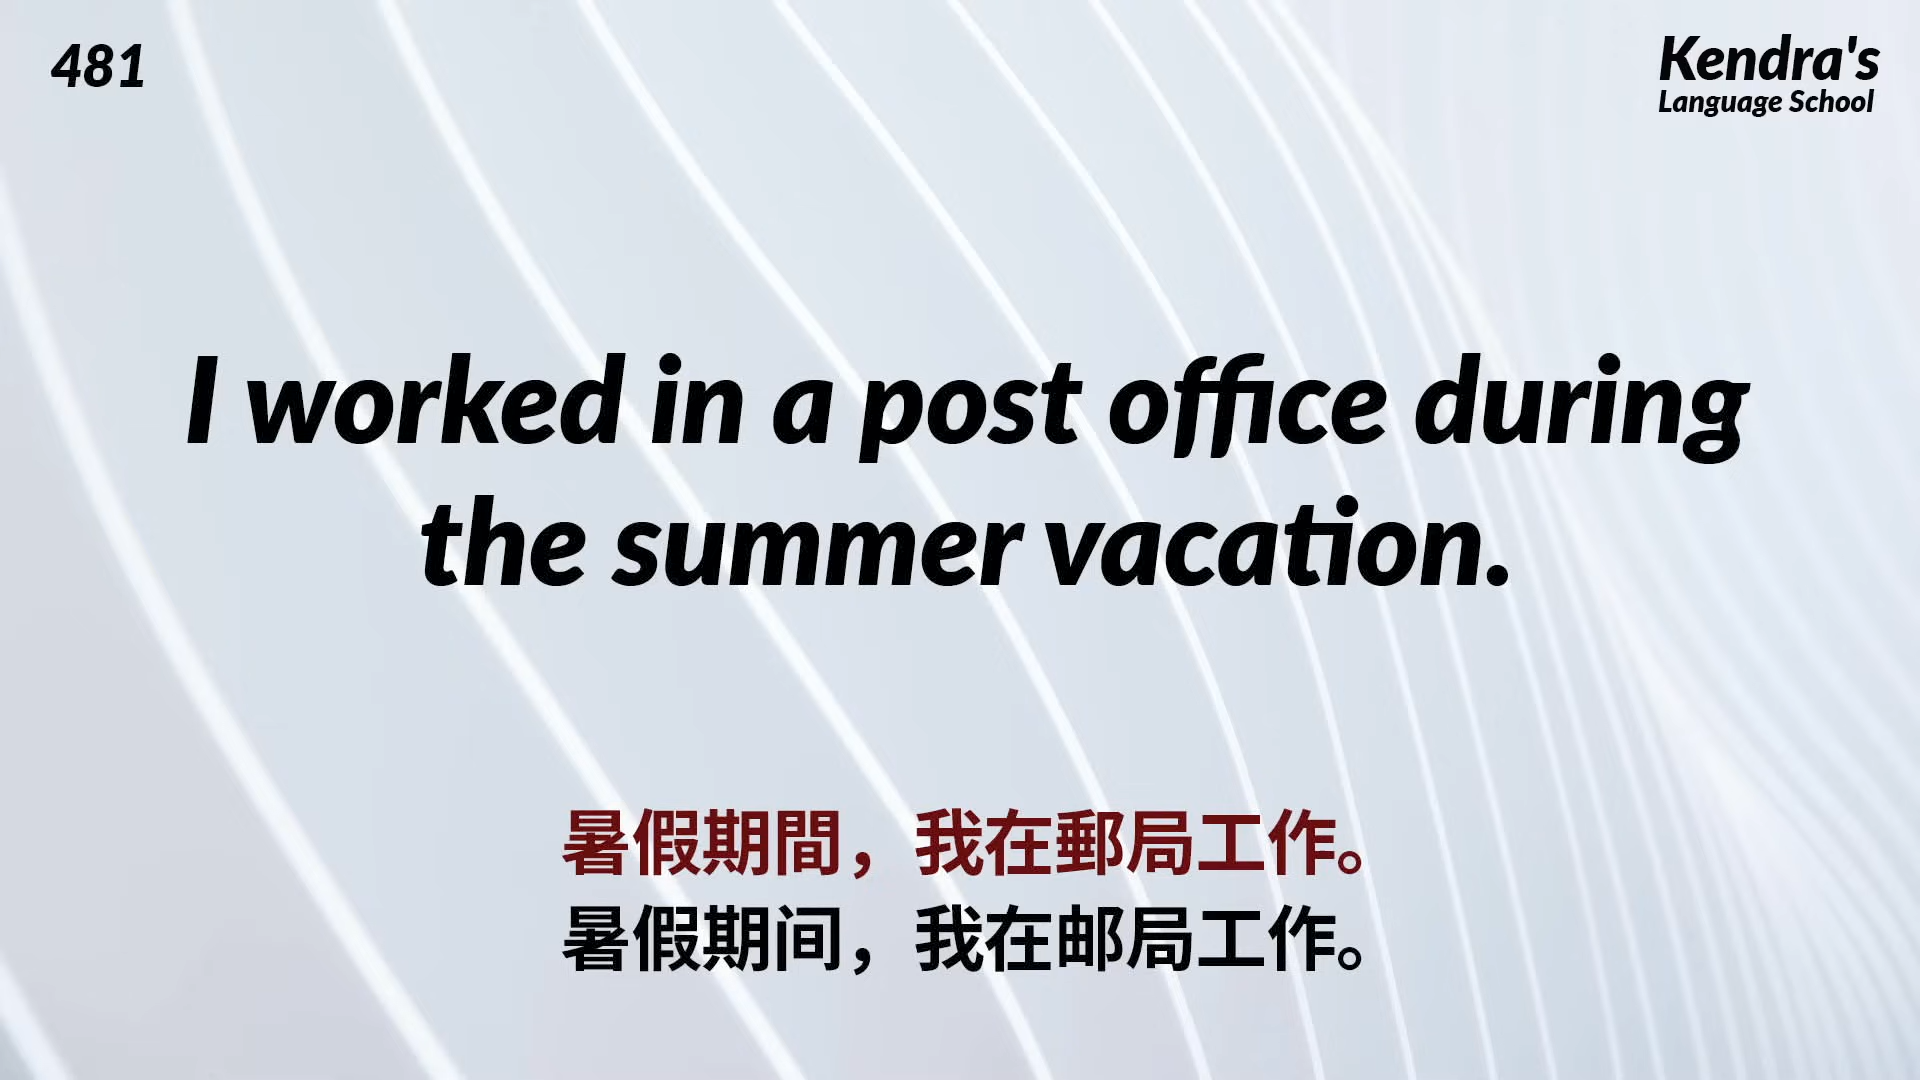 481
Kendra's
Language School
I worked in a post office during
the summer vacation.
暑假期間，我在郵局工作。
暑假期间，我在邮局工作。